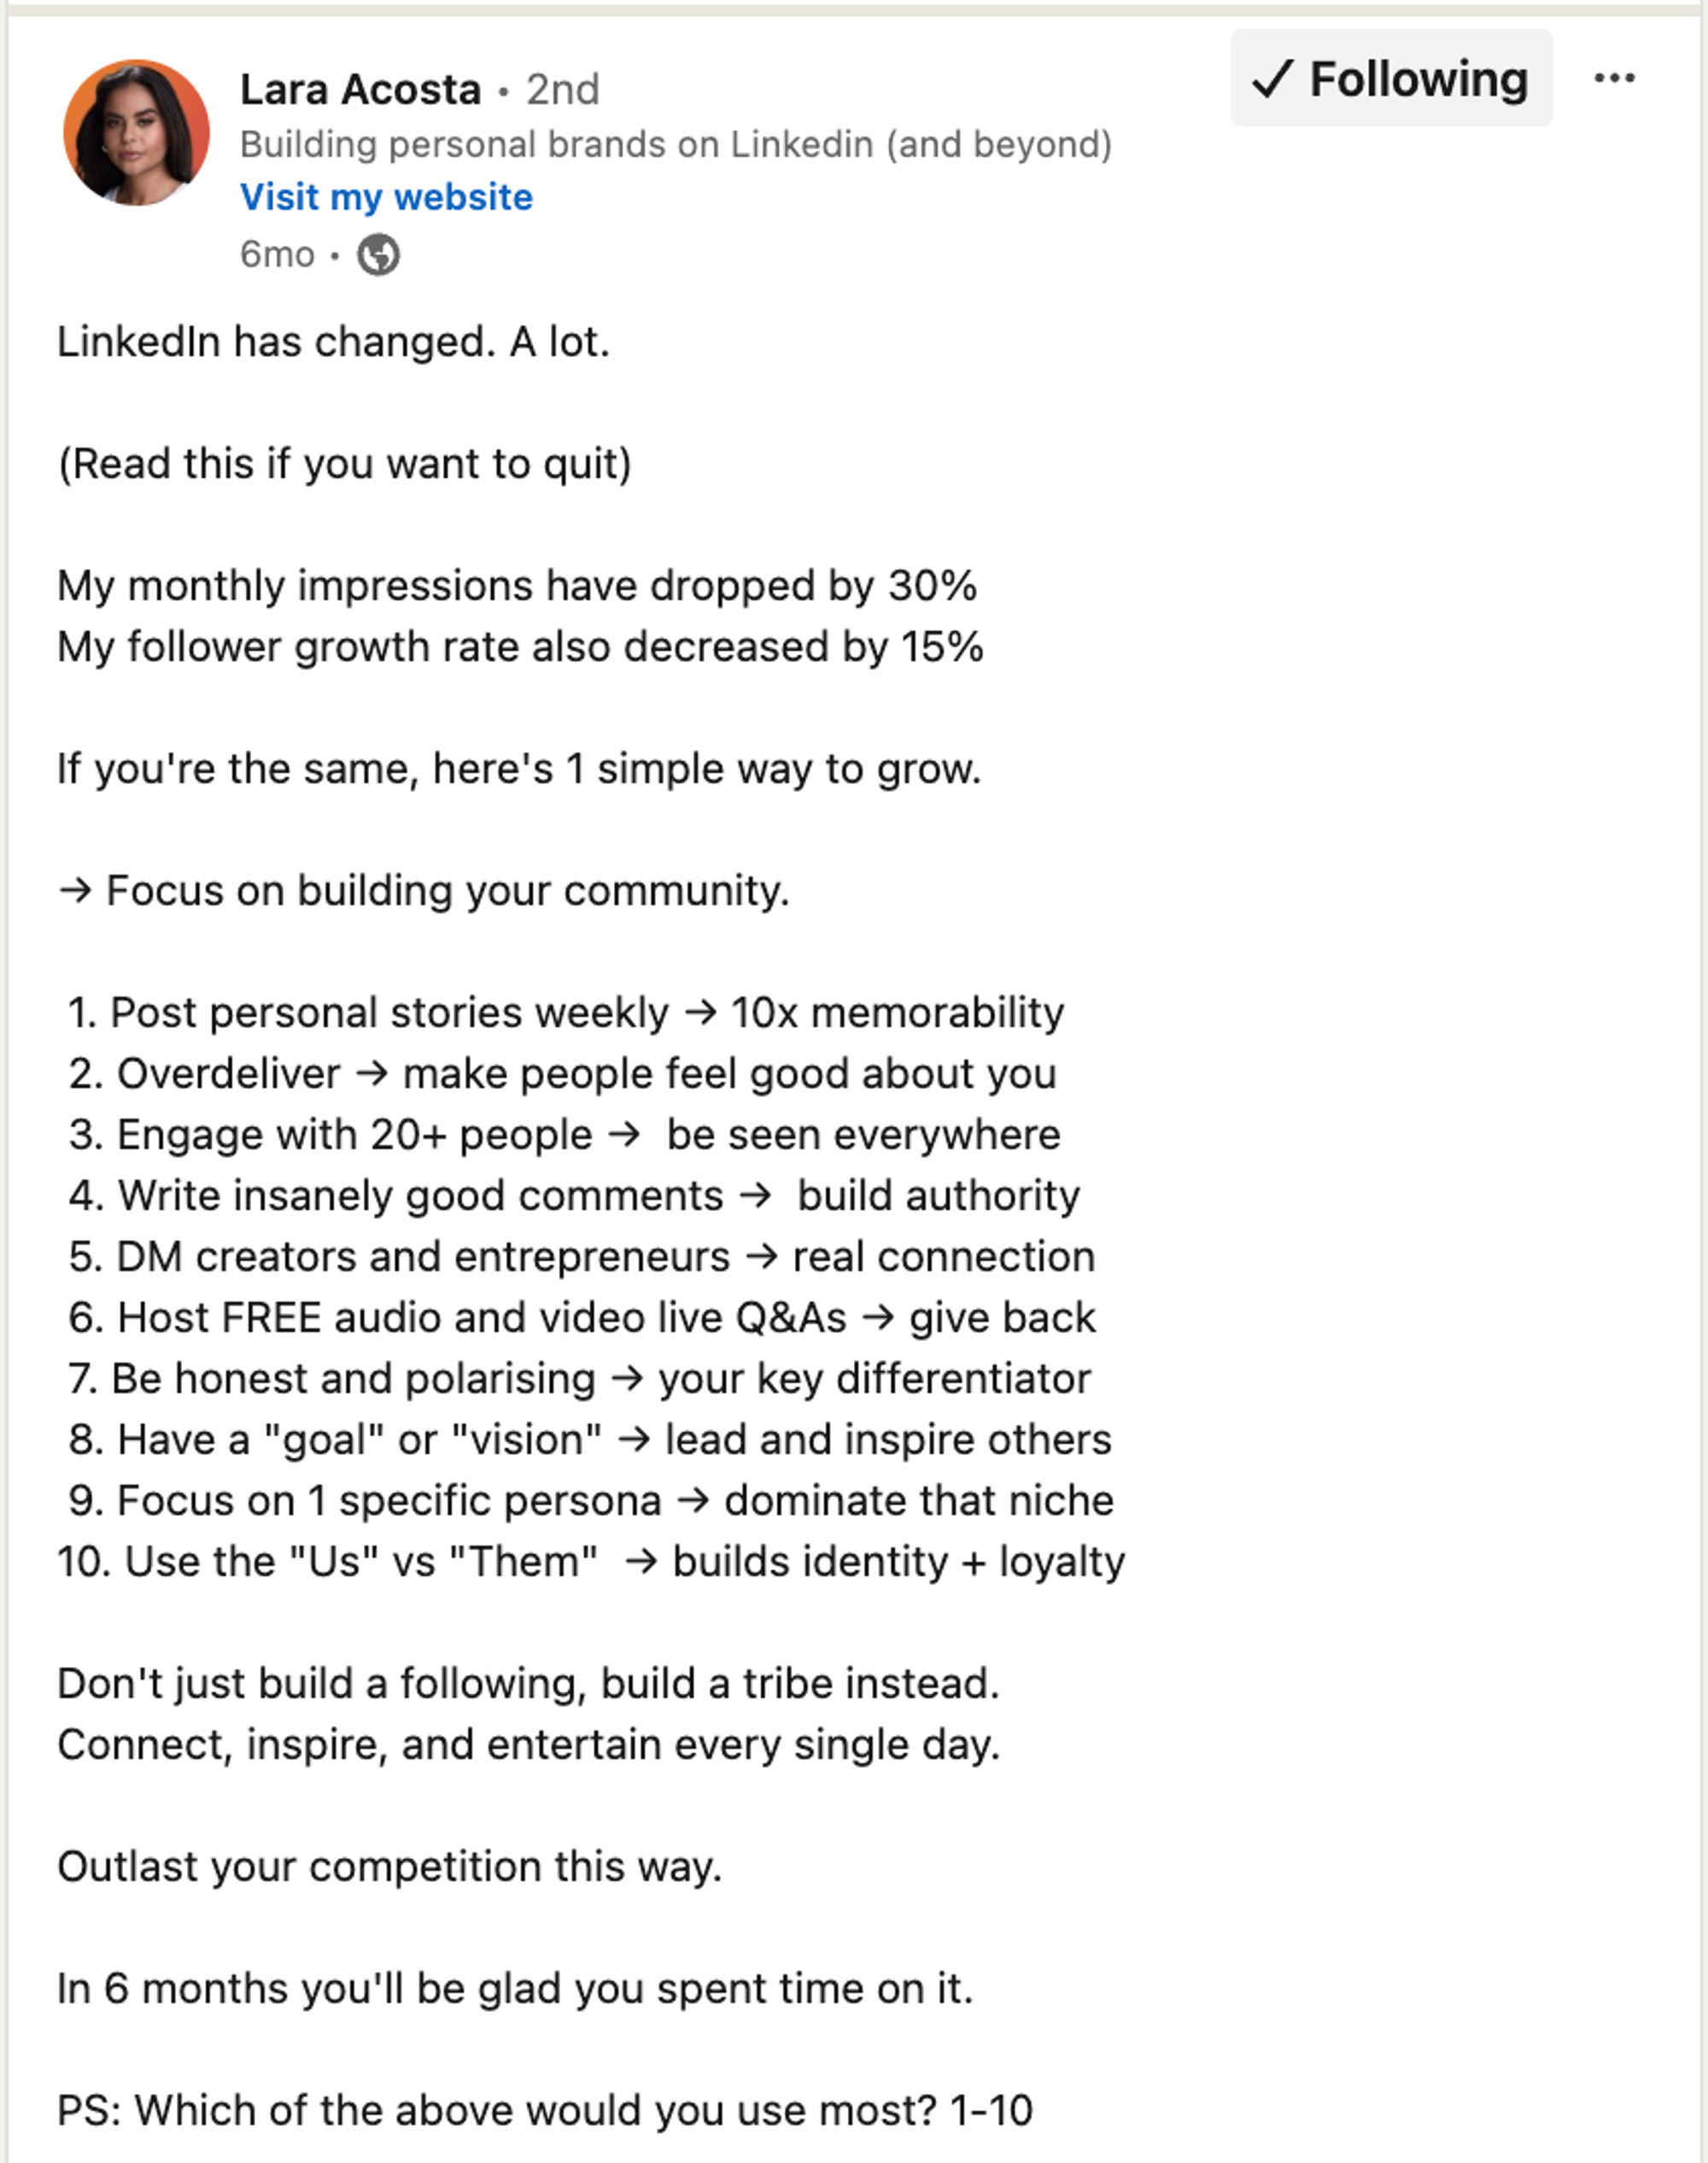 Lara Acosta • 2nd
✓ Following
Building personal brands on Linkedin (and beyond)
Visit my website
6mo •
LinkedIn has changed. A lot.
(Read this if you want to quit)
My monthly impressions have dropped by 30%
My follower growth rate also decreased by 15%
If you're the same, here's 1 simple way to grow.
→ Focus on building your community.
1. Post personal stories weekly → 10x memorability
2. Overdeliver → make people feel good about you
3. Engage with 20+ people → be seen everywhere
4. Write insanely good comments → build authority
5. DM creators and entrepreneurs → real connection
6. Host FREE audio and video live Q&As → give back
7. Be honest and polarising → your key differentiator
8. Have a "goal" or "vision" → lead and inspire others
9. Focus on 1 specific persona → dominate that niche
10. Use the "Us" vs "Them" → builds identity + loyalty
Don't just build a following, build a tribe instead.
Connect, inspire, and entertain every single day.
Outlast your competition this way.
In 6 months you'll be glad you spent time on it.
PS: Which of the above would you use most? 1-10